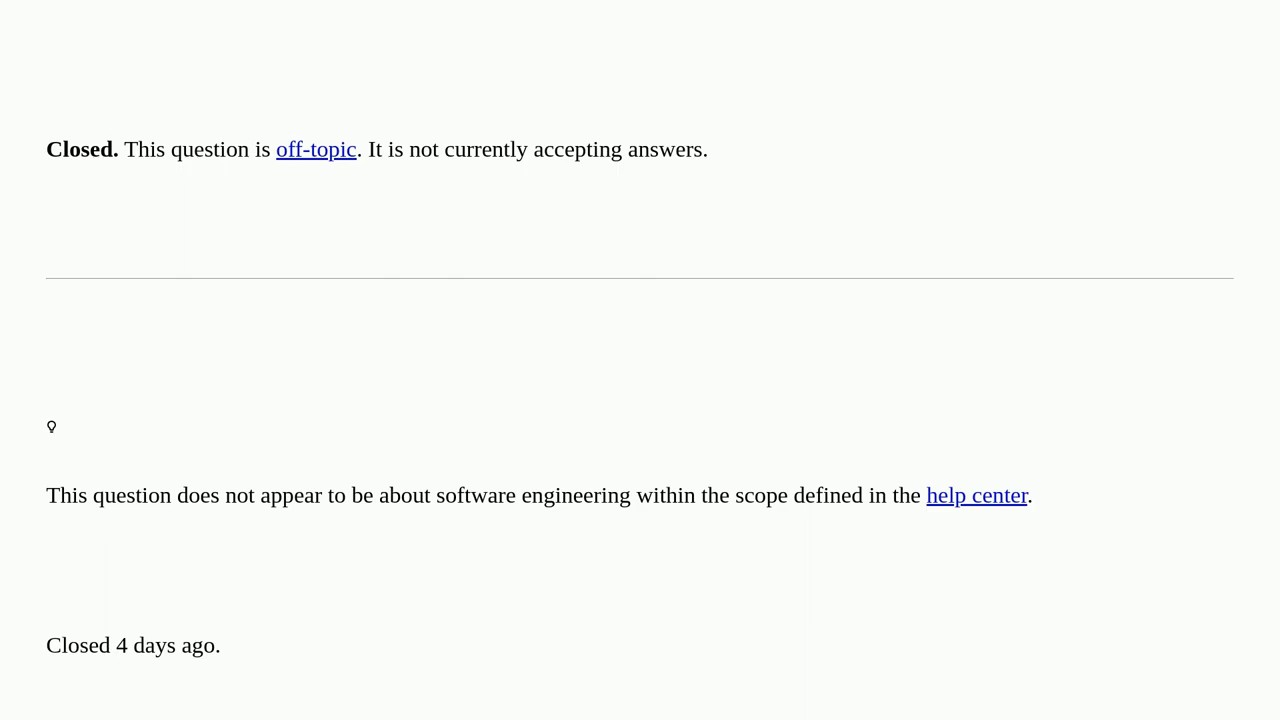 Closed. This question is off-topic. It is not currently accepting answers.
This question does not appear to be about software engineering within the scope defined in the help center.
Closed 4 days ago.